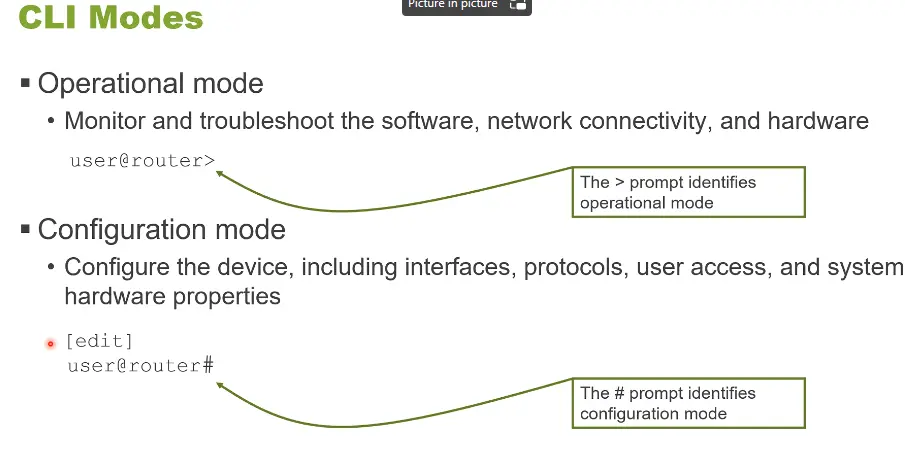 Picture in picture
CLI Modes
▪ Operational mode
• Monitor and troubleshoot the software, network connectivity, and hardware
user@router>
The > prompt identifies
operational mode
▪ Configuration mode
• Configure the device, including interfaces, protocols, user access, and system
hardware properties
[edit]
user@router#
The # prompt identifies
configuration mode